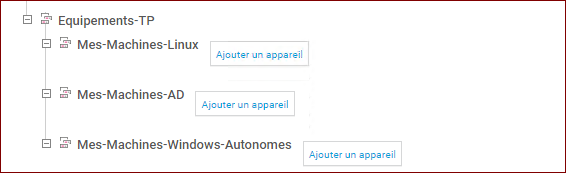 Equipements-TP
Mes-Machines-Linux Ajouter un appareil
Mes-Machines-AD Ajouter un appareil
Mes-Machines-Windows-Autonomes Ajouter un appareil